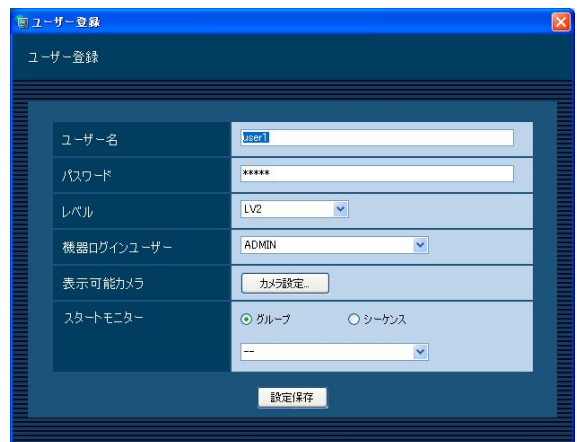 ユーザー登録
ユーザー登録
ユーザー名
user1
パスワード
*****
レベル
LV2
機器ログインユーザー
ADMIN
表示可能カメラ
カメラ設定...
スタートモニター
グループ
シーケンス
--
設定保存